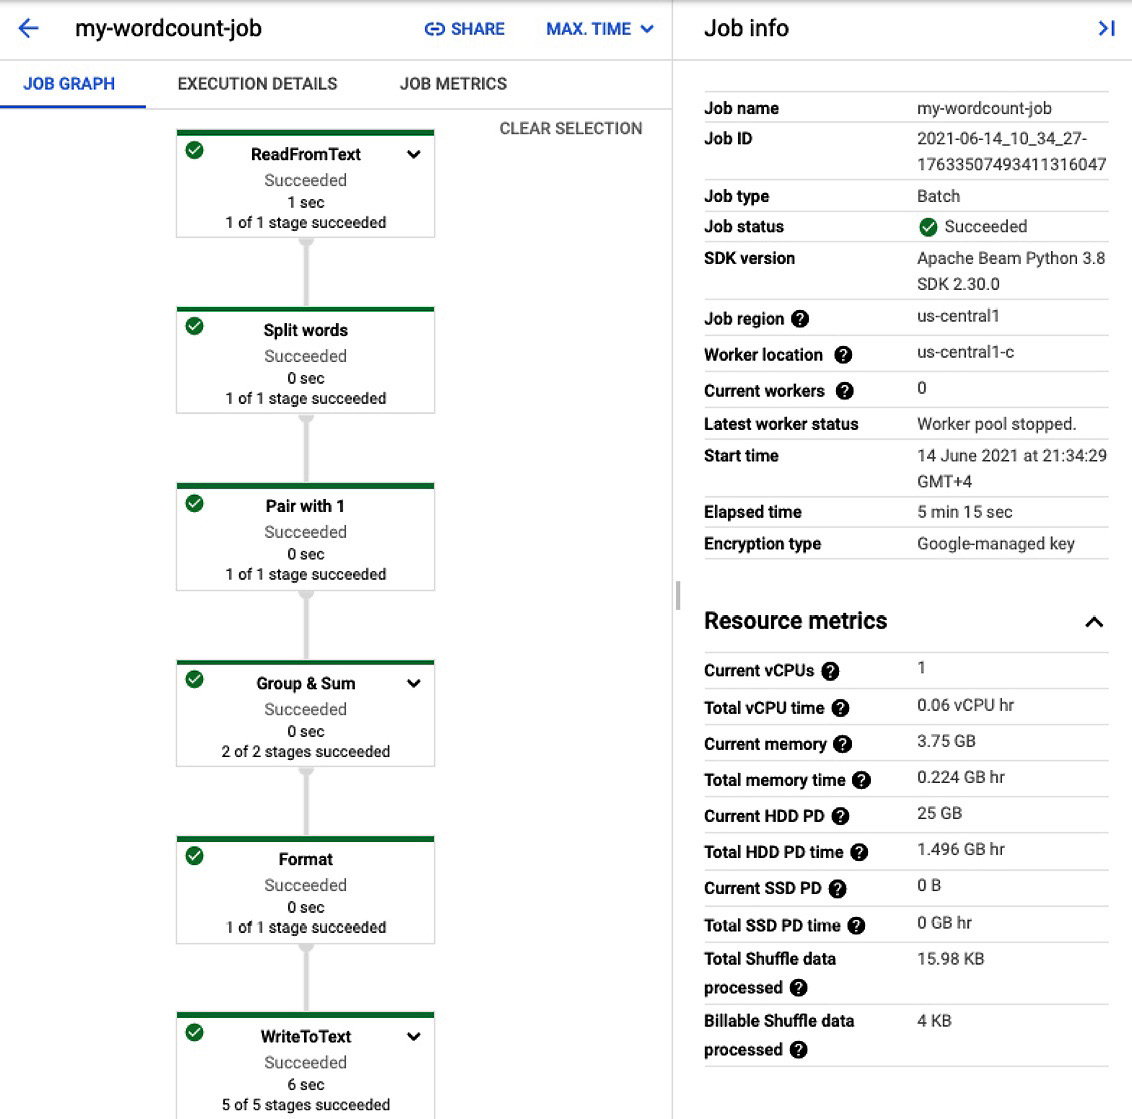 my-wordcount-job
SHARE
MAX. TIME
JOB GRAPH
EXECUTION DETAILS
JOB METRICS
CLEAR SELECTION
ReadFromText
Succeeded
1 sec
1 of 1 stage succeeded
Split words
Succeeded
0 sec
1 of 1 stage succeeded
Pair with 1
Succeeded
0 sec
1 of 1 stage succeeded
Group & Sum
Succeeded
0 sec
2 of 2 stages succeeded
Format
Succeeded
0 sec
1 of 1 stage succeeded
WriteToText
Succeeded
6 sec
5 of 5 stages succeeded
Job info
Job name my-wordcount-job
Job ID 2021-06-14_10_34_27-
17633507493411316047
Job type Batch
Job status Succeeded
SDK version Apache Beam Python 3.8
SDK 2.30.0
Job region us-central1
Worker location us-central1-c
Current workers 0
Latest worker status Worker pool stopped.
Start time 14 June 2021 at 21:34:29
GMT+4
Elapsed time 5 min 15 sec
Encryption type Google-managed key
Resource metrics
Current vCPUs 1
Total vCPU time 0.06 vCPU hr
Current memory 3.75 GB
Total memory time 0.224 GB hr
Current HDD PD 25 GB
Total HDD PD time 1.496 GB hr
Current SSD PD 0 B
Total SSD PD time 0 GB hr
Total Shuffle data 15.98 KB
processed
Billable Shuffle data 4 KB
processed